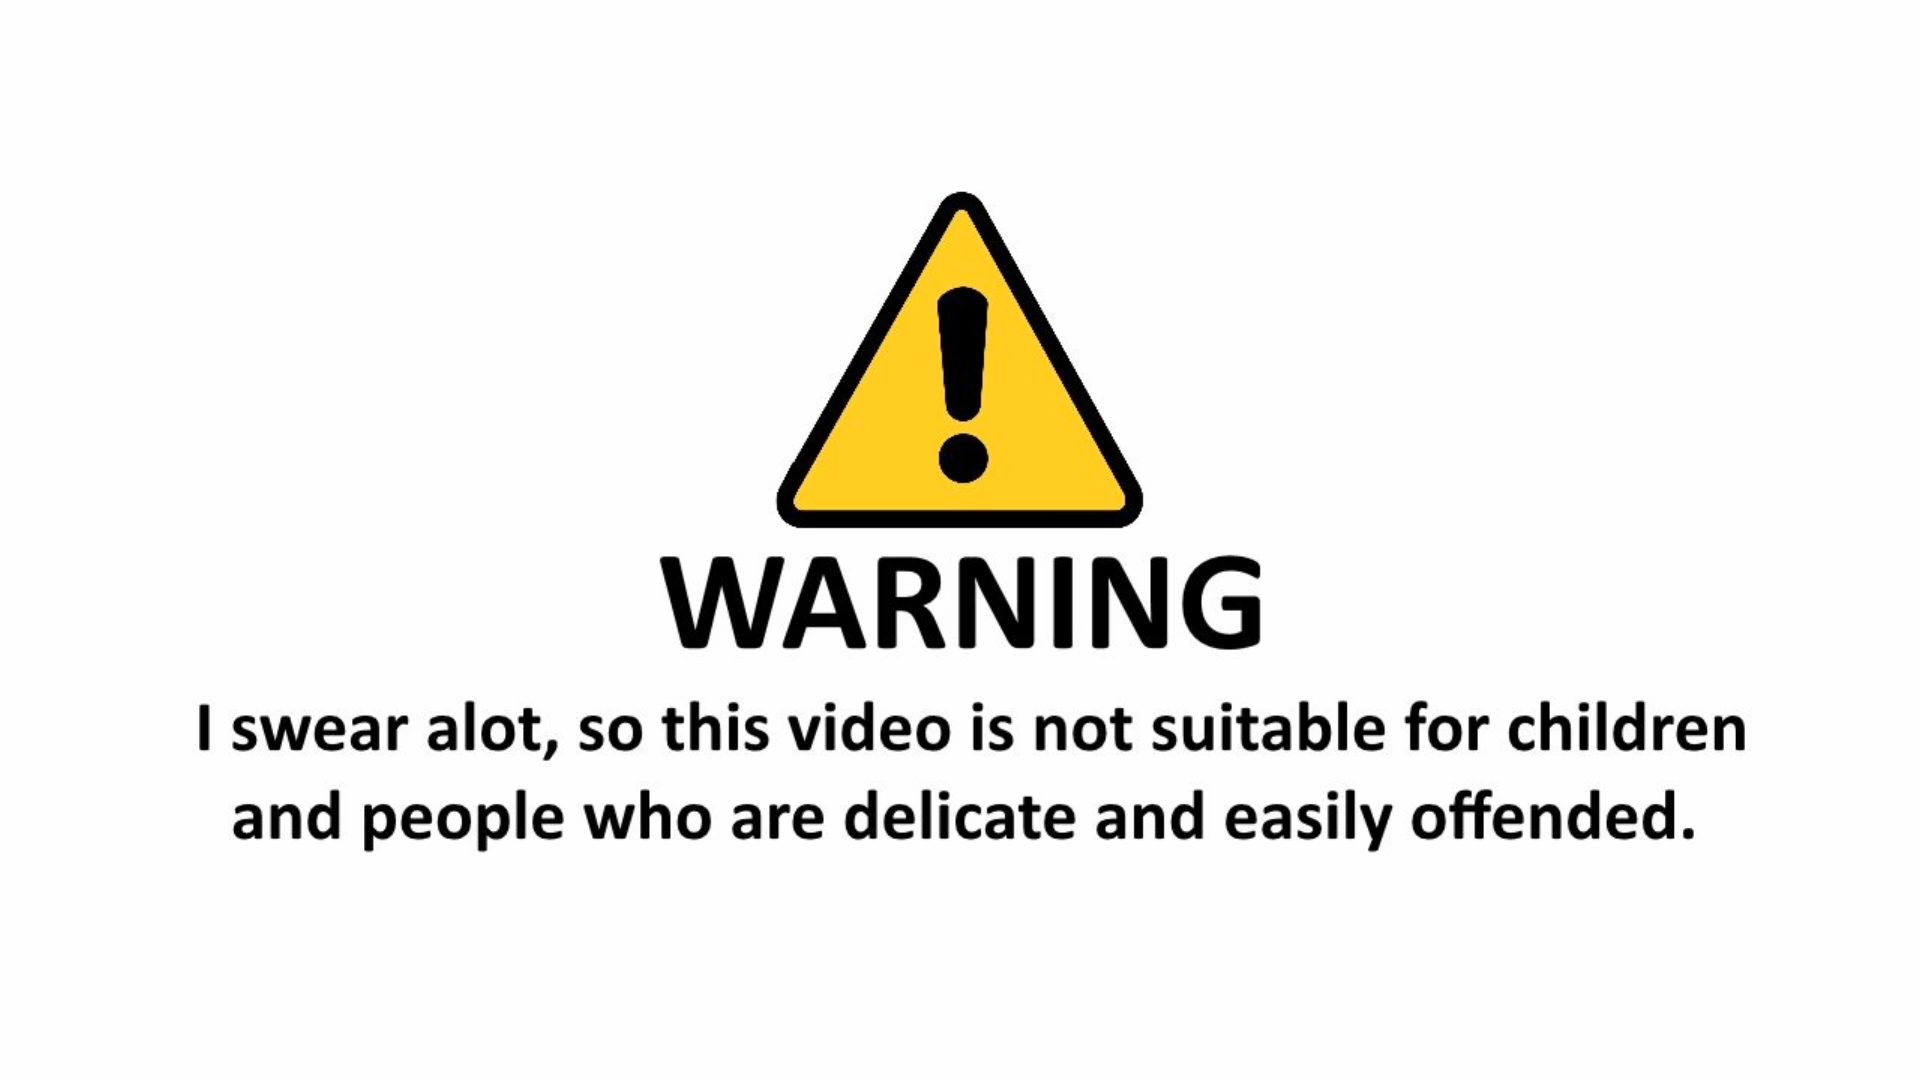 WARNING
I swear alot, so this video is not suitable for children
and people who are delicate and easily offended.